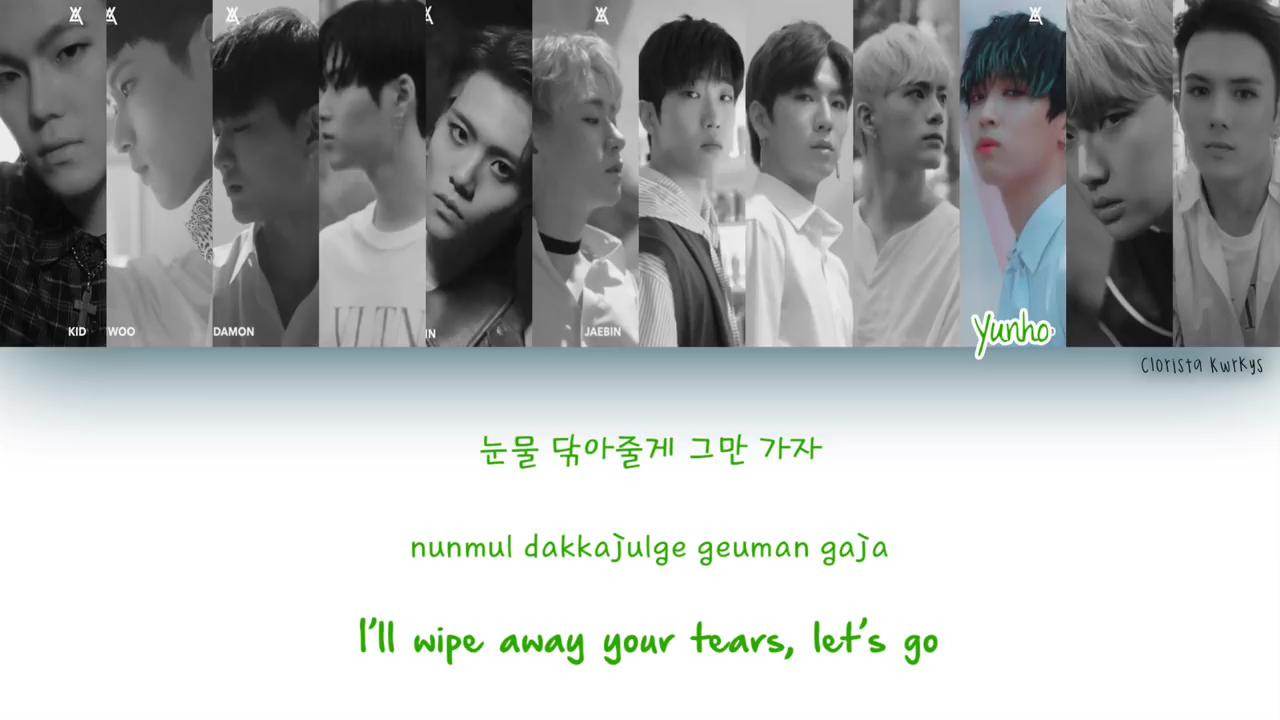 KID
WOO
DAMON
IN
JAEBIN
Yunho
Clorista Kwrkys
눈물 닦아줄게 그만 가자
nunmul dakkajulge geuman gaja
I'll wipe away your tears, let's go